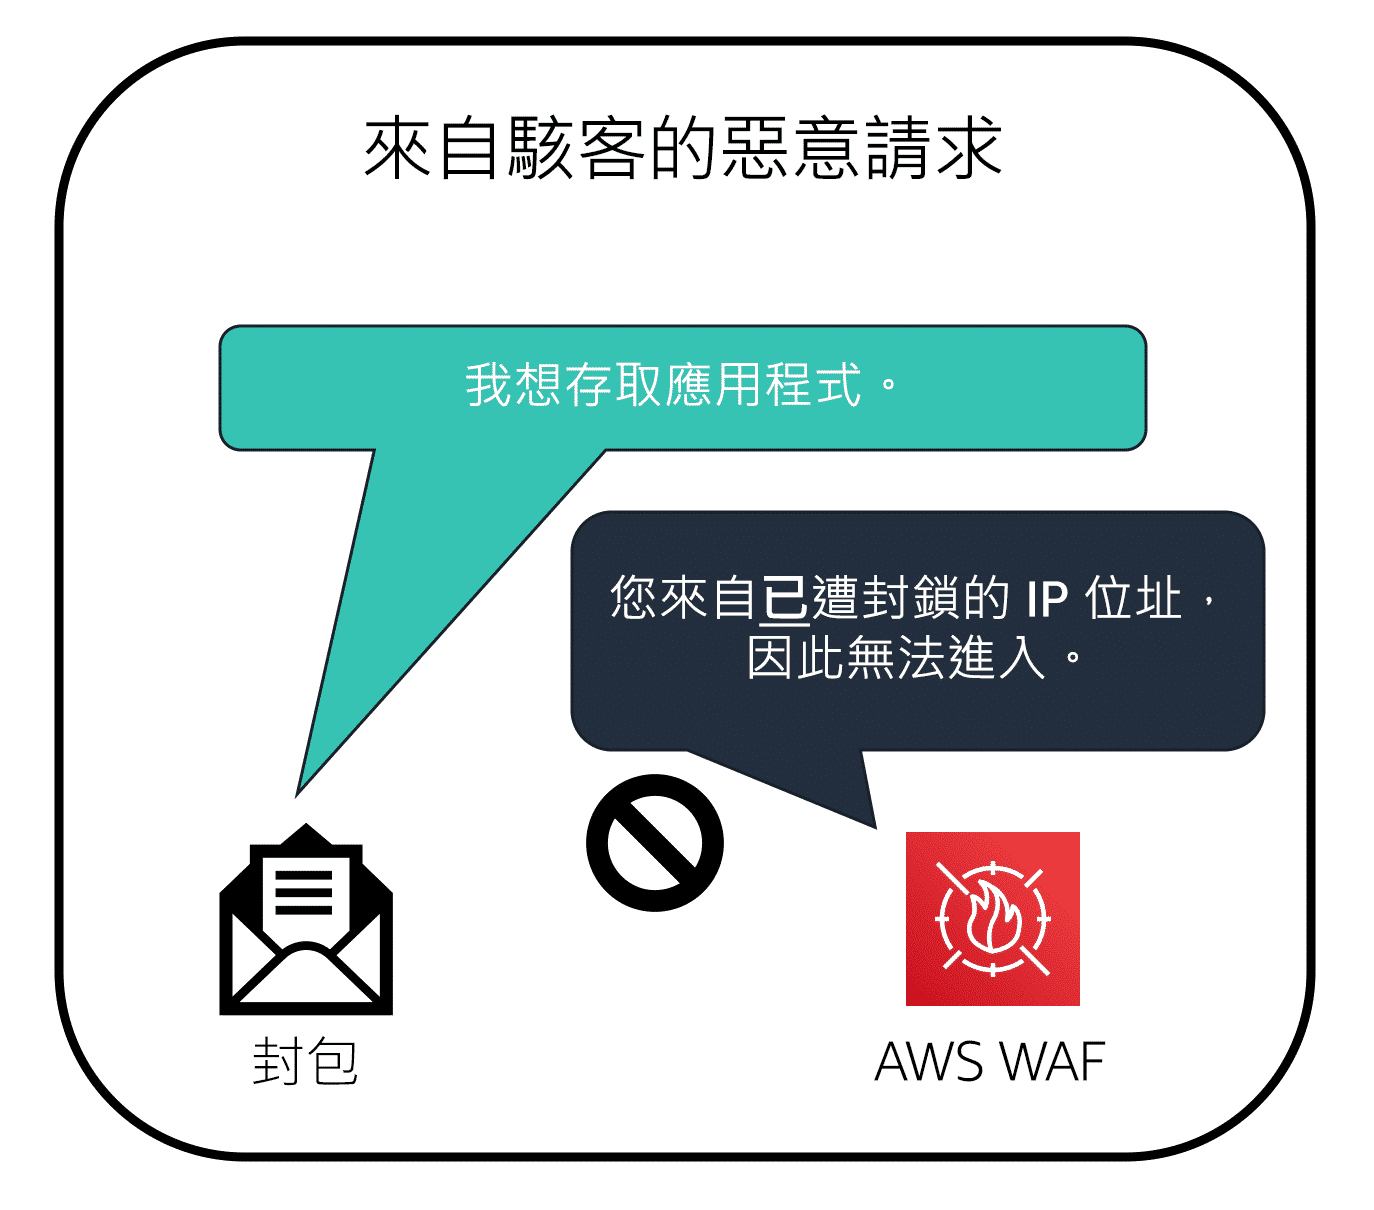 來自駭客的惡意請求
我想存取應用程式。
您來自已遭封鎖的 IP 位址，
因此無法進入。
封包
AWS WAF